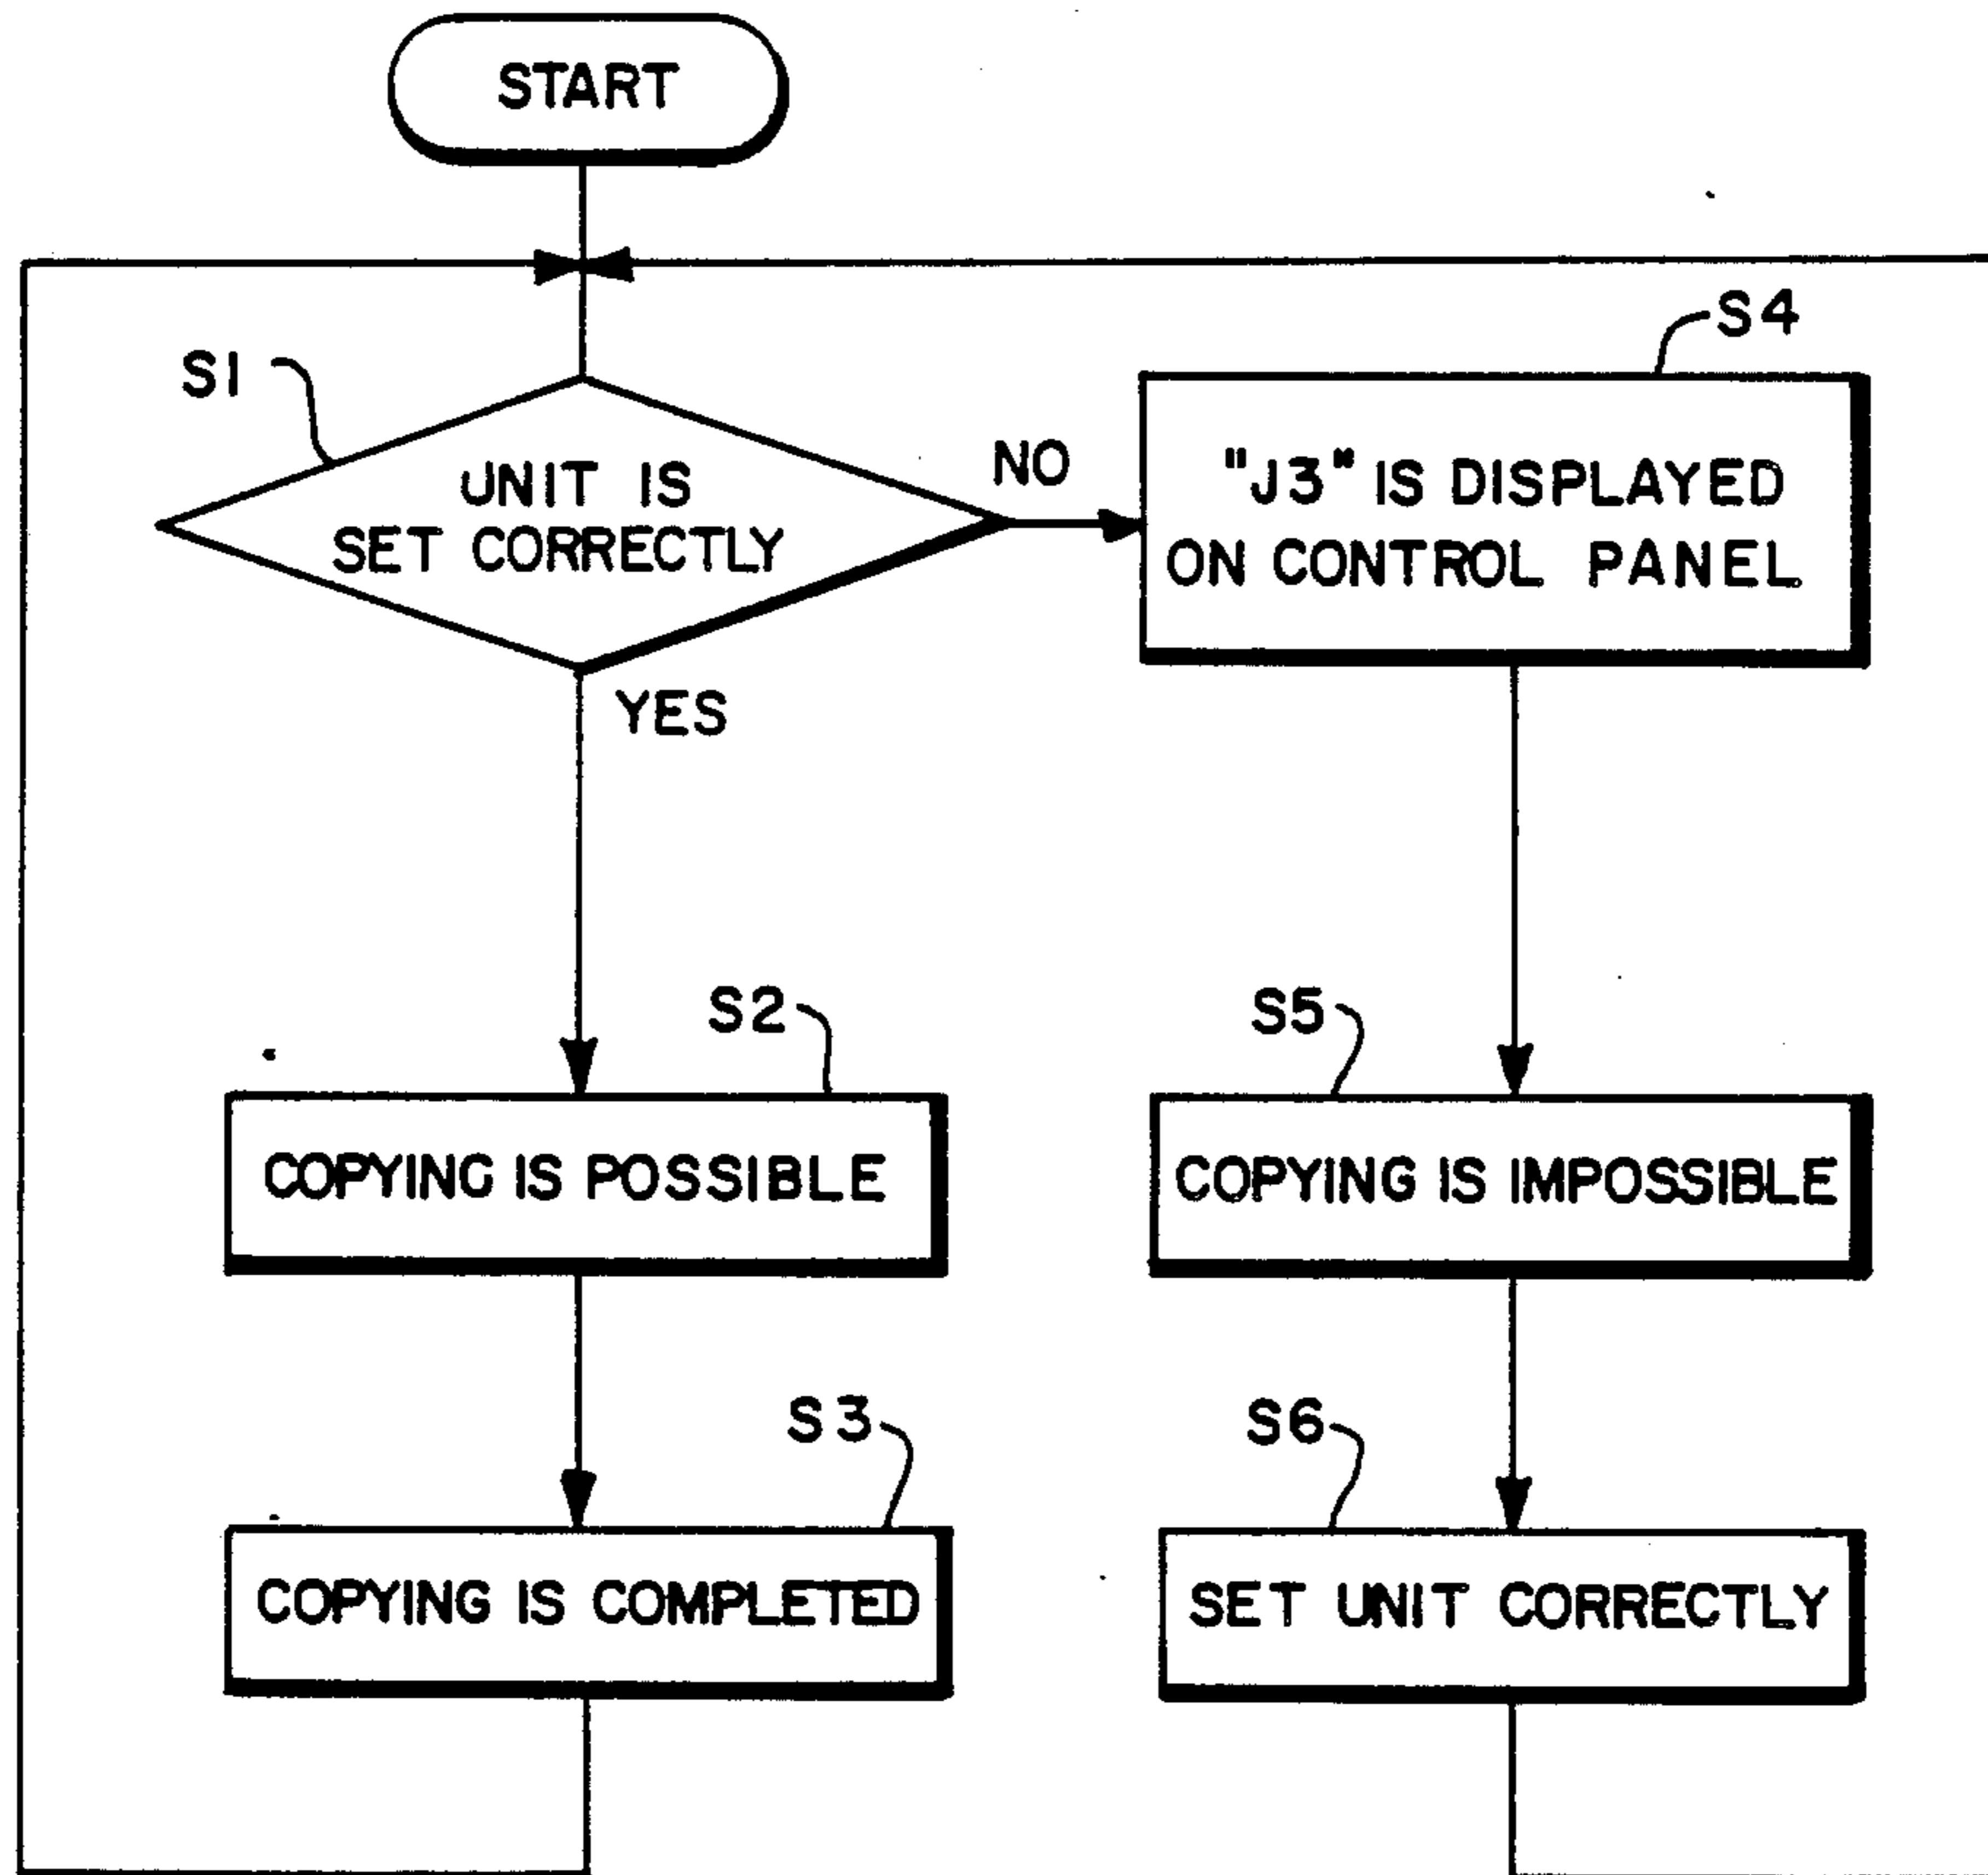 START
S1
UNIT IS
SET CORRECTLY
NO
YES
S4
"J3" IS DISPLAYED
ON CONTROL PANEL
S2
COPYING IS POSSIBLE
S5
COPYING IS IMPOSSIBLE
S3
COPYING IS COMPLETED
S6
SET UNIT CORRECTLY